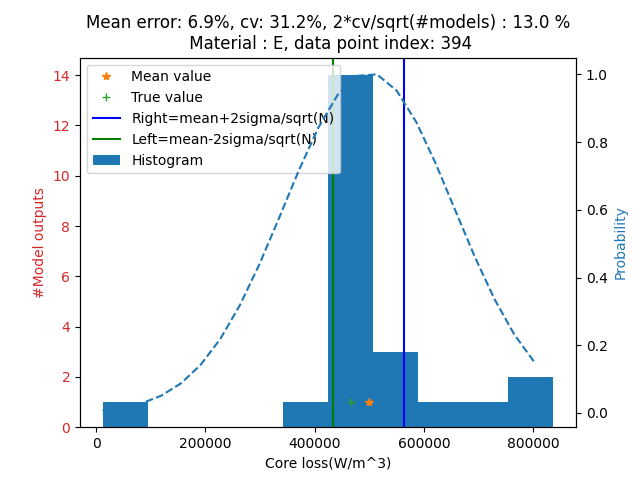 Mean error: 6.9%, cv: 31.2%, 2*cv/sqrt(#models) : 13.0 %
Material : E, data point index: 394
Mean value
True value
Right=mean+2sigma/sqrt(N)
Left=mean-2sigma/sqrt(N)
Histogram
#Model outputs
14
12
10
8
6
4
2
0
1.0
0.8
0.6
0.4
0.2
0.0
Probability
0 200000 400000 600000 800000
Core loss(W/m^3)